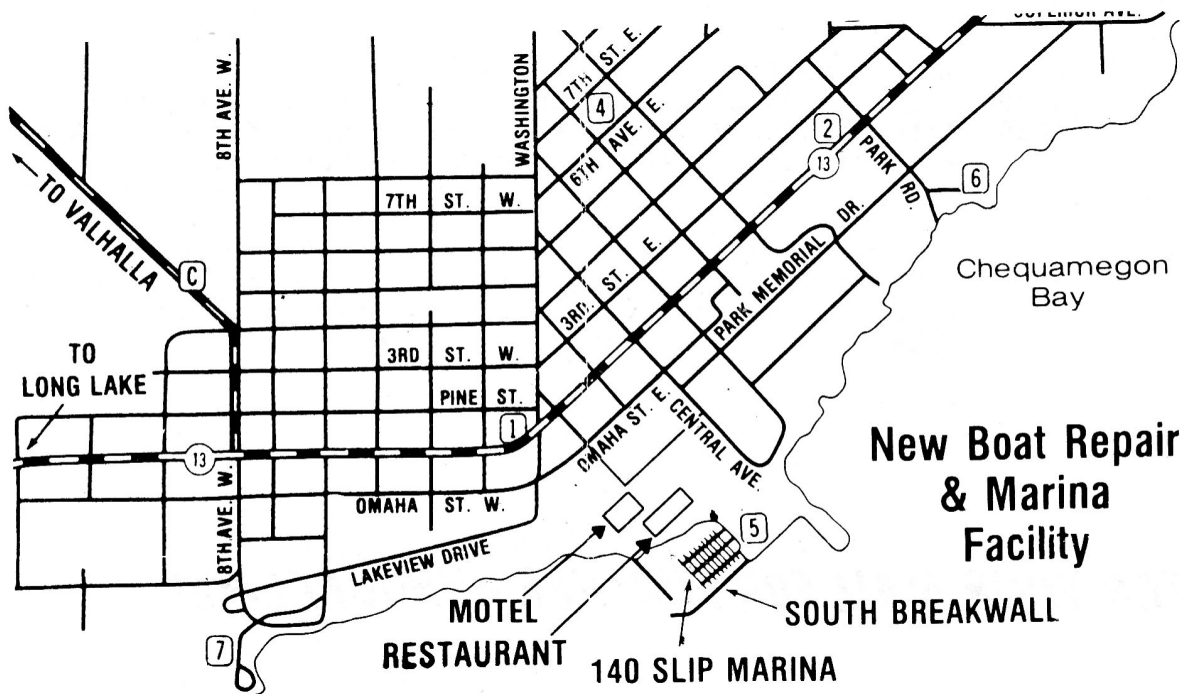 SUPERIOR AVE.
8TH AVE. W.
WASHINGTON
7TH ST. E.
4
6TH AVE. E.
2
13
PARK RD.
6
TO VALHALLA
C
7TH ST. W.
3RD ST. E.
PARK MEMORIAL DR.
Chequamegon
Bay
TO
LONG LAKE
3RD ST. W.
PINE ST.
1
13
OMAHA ST. E
CENTRAL AVE.
8TH. AVE. W.
OMAHA ST. W.
LAKEVIEW DRIVE
5
New Boat Repair
& Marina
Facility
MOTEL
RESTAURANT
SOUTH BREAKWALL
140 SLIP MARINA
7